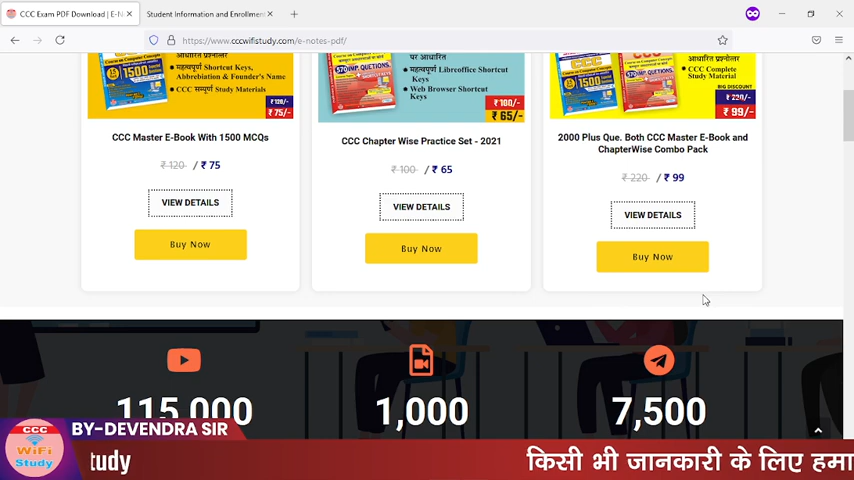 CCC Exam PDF Download | E-N
Student Information and Enrollment
https://www.cccwifistudy.com/e-notes-pdf/
1500
आधारित प्रश्नोत्तर
Shortcut Keys,
Abbrebiation & Founder's Name
CCC सम्पूर्ण Study Materials
₹ 120/-
₹ 75/-
पर आधारित
महत्वपूर्ण Libreoffice Shortcut
Keys
Web Browser Shortcut
Keys
₹ 100/-
₹ 65/-
आधारित प्रश्नोत्तर
CCC Complete
Study Material
BIG DISCOUNT
₹ 220/-
₹ 99/-
CCC Master E-Book With 1500 MCQs
₹ 120 / ₹ 75
VIEW DETAILS
Buy Now
CCC Chapter Wise Practice Set - 2021
₹ 100 / ₹ 65
VIEW DETAILS
Buy Now
2000 Plus Que. Both CCC Master E-Book and
ChapterWise Combo Pack
₹ 220 / ₹ 99
VIEW DETAILS
Buy Now
115,000
1,000
7,500
BY-DEVENDRA SIR
CCC
WiFi
Study
tudy
किसी भी जानकारी के लिए हमा